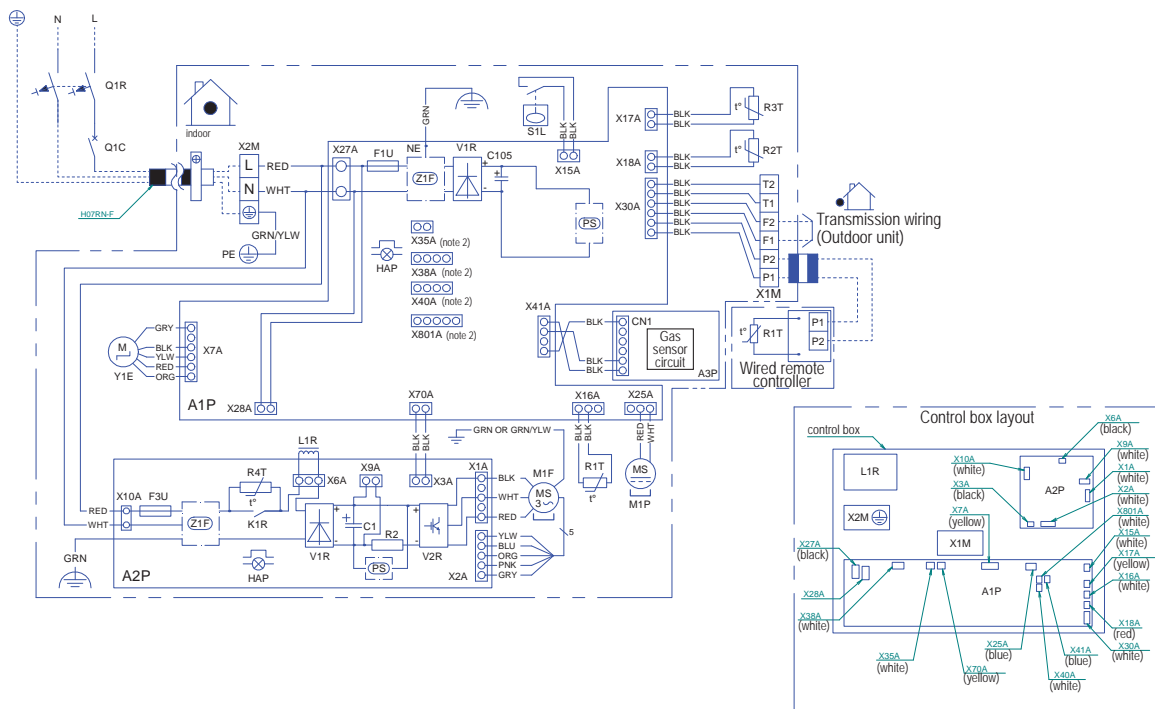 N L
Q1R
Q1C
H07RN-F
indoor
X2M
L
N
RED
WHT
GRN/YLW
PE
X27A
F1U
NE
Z1F
GRN
V1R
C105
+
-
+
S1L
BLK
BLK
X15A
PS
X35A (note 2)
X38A (note 2)
X40A (note 2)
X801A (note 2)
HAP
X17A
BLK
BLK
t°
R3T
X18A
BLK
BLK
t°
R2T
X30A
BLK
BLK
BLK
BLK
BLK
BLK
T2
T1
F2
F1
P2
P1
X1M
Transmission wiring
(Outdoor unit)
X41A
BLK
BLK
BLK
CN1
Gas
sensor
circuit
A3P
t°
R1T
P1
P2
Wired remote
controller
M
Y1E
GRY
BLK
YLW
RED
ORG
X7A
A1P
X28A
X70A
BLK
BLK
X16A
BLK
BLK
R1T
t°
X25A
RED
WHT
MS
M1P
GRN OR GRN/YLW
L1R
R4T
t°
X6A
X9A
X3A
X1A
BLK
WHT
RED
M1F
MS
3
5
X10A
RED
WHT
F3U
Z1F
K1R
V1R
+
-
+
C1
R2
+
-
V2R
PS
HAP
GRN
A2P
X2A
YLW
BLU
ORG
PNK
GRY
Control box layout
control box
L1R
X2M
X1M
A2P
A1P
X6A
(black)
X9A
(white)
X10A
(white)
X1A
(white)
X3A
(black)
X2A
(white)
X7A
(yellow)
X801A
(white)
X15A
(white)
X27A
(black)
X17A
(yellow)
X16A
(white)
X28A
X38A
(white)
X18A
(red)
X30A
(white)
X35A
(white)
X70A
(yellow)
X25A
(blue)
X41A
(blue)
X40A
(white)